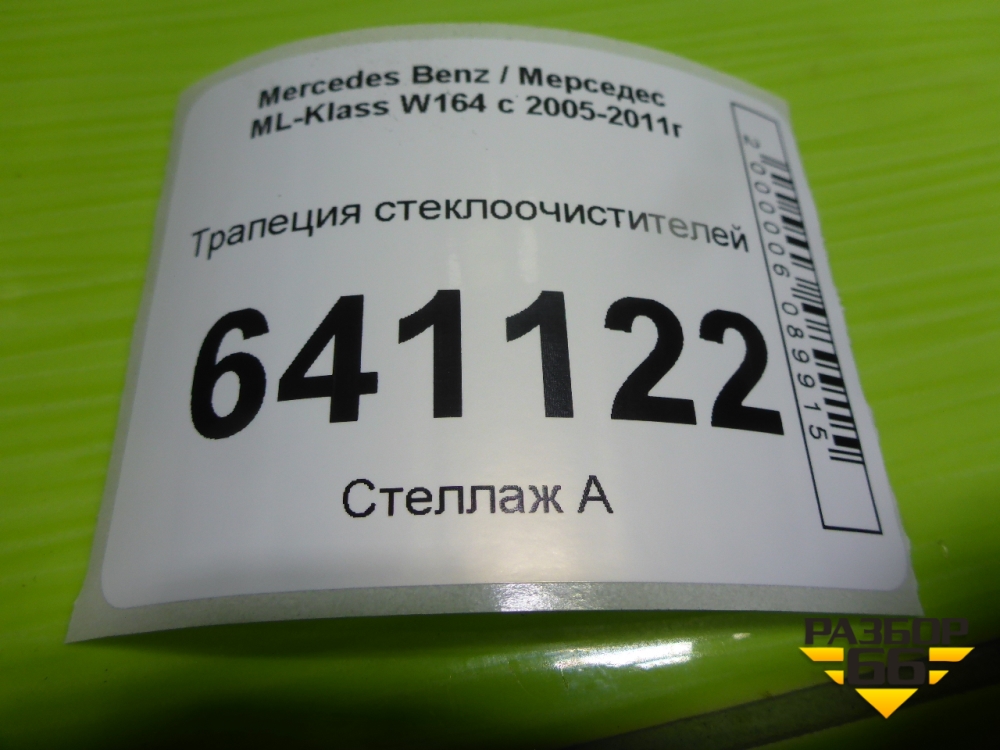 Mercedes Benz / Мерседес
ML-Klass W164 с 2005-2011г
Трапеция стеклоочистителей
641122
Стеллаж А
2000006089915
РАЗБОР
66